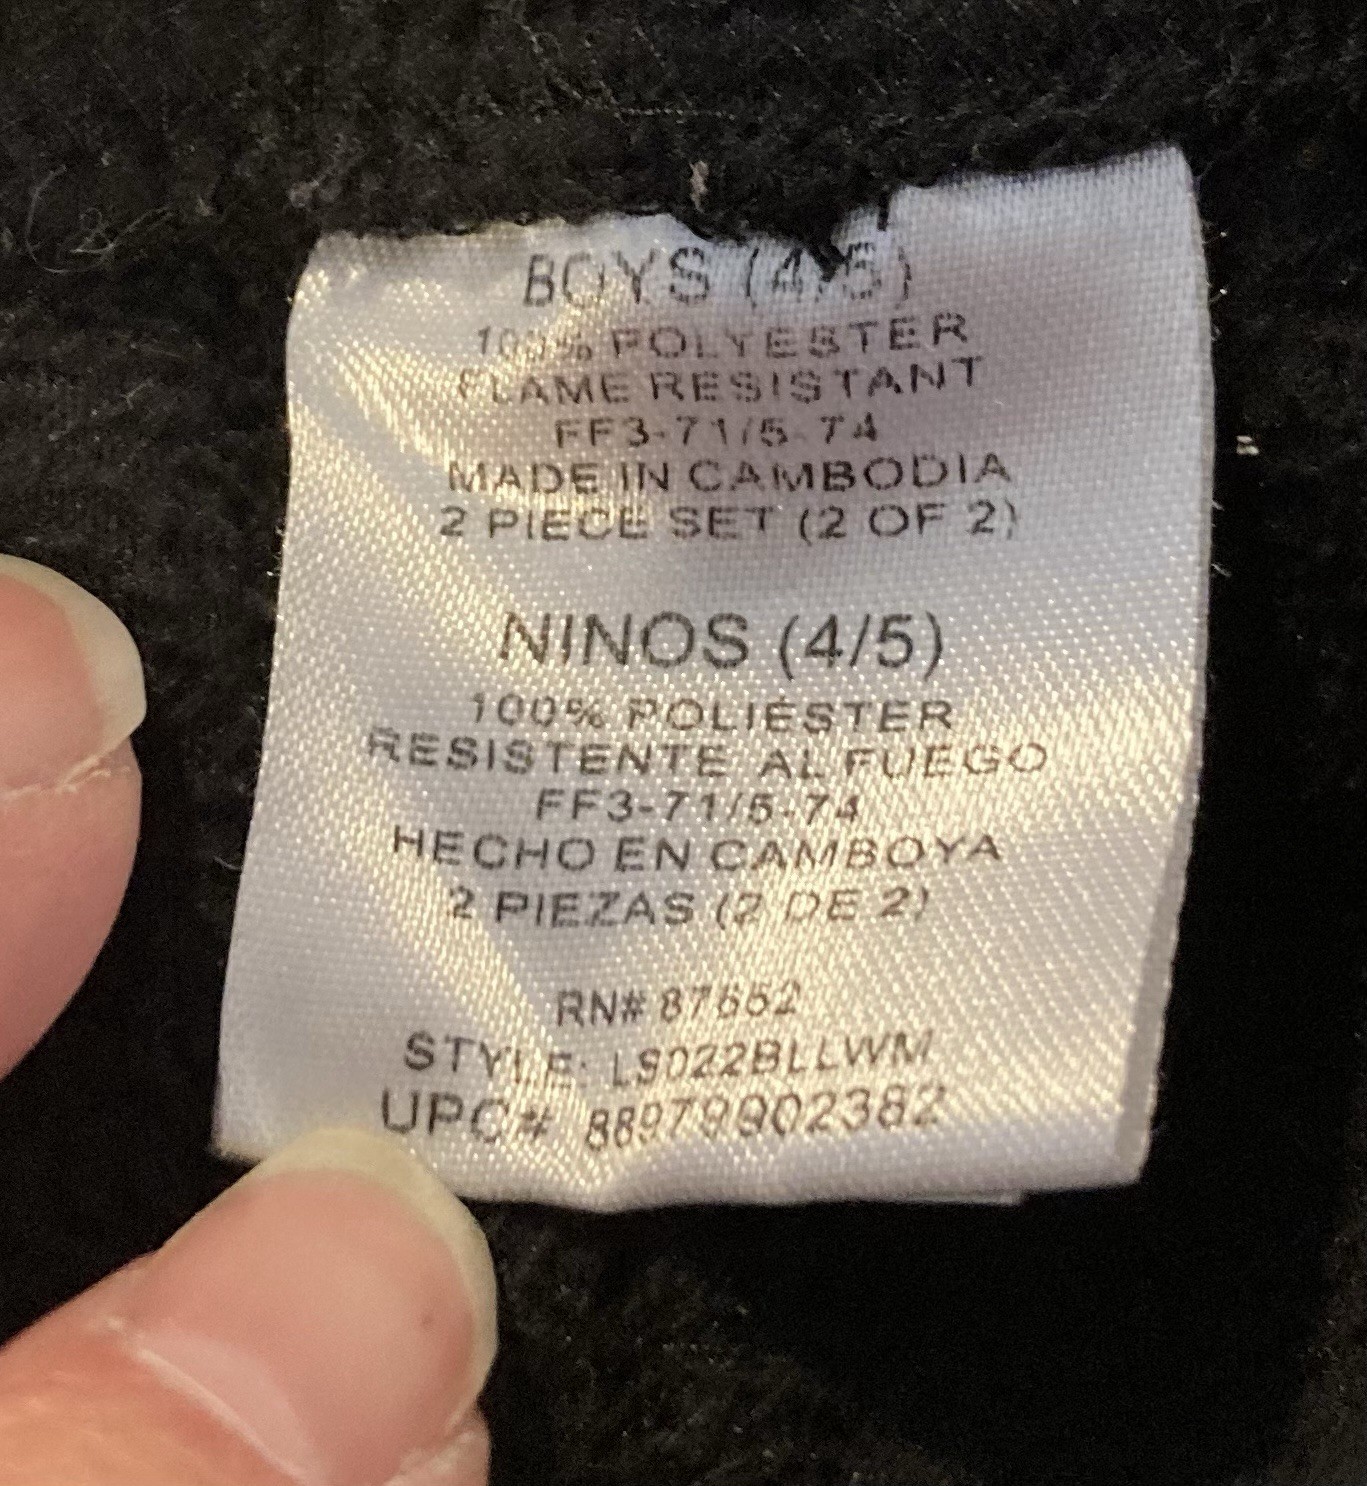 BOYS (4/5)
100% POLYESTER
FLAME RESISTANT
FF3-71/5-74
MADE IN CAMBODIA
2 PIECE SET (2 OF 2)
NINOS (4/5)
100% POLIÉSTER
RESISTENTE AL FUEGO
FF3-71/5-74
HECHO EN CAMBOYA
2 PIEZAS (2 DE 2)
RN# 87652
STYLE: LS022BLLWM
UPC# 88979902382